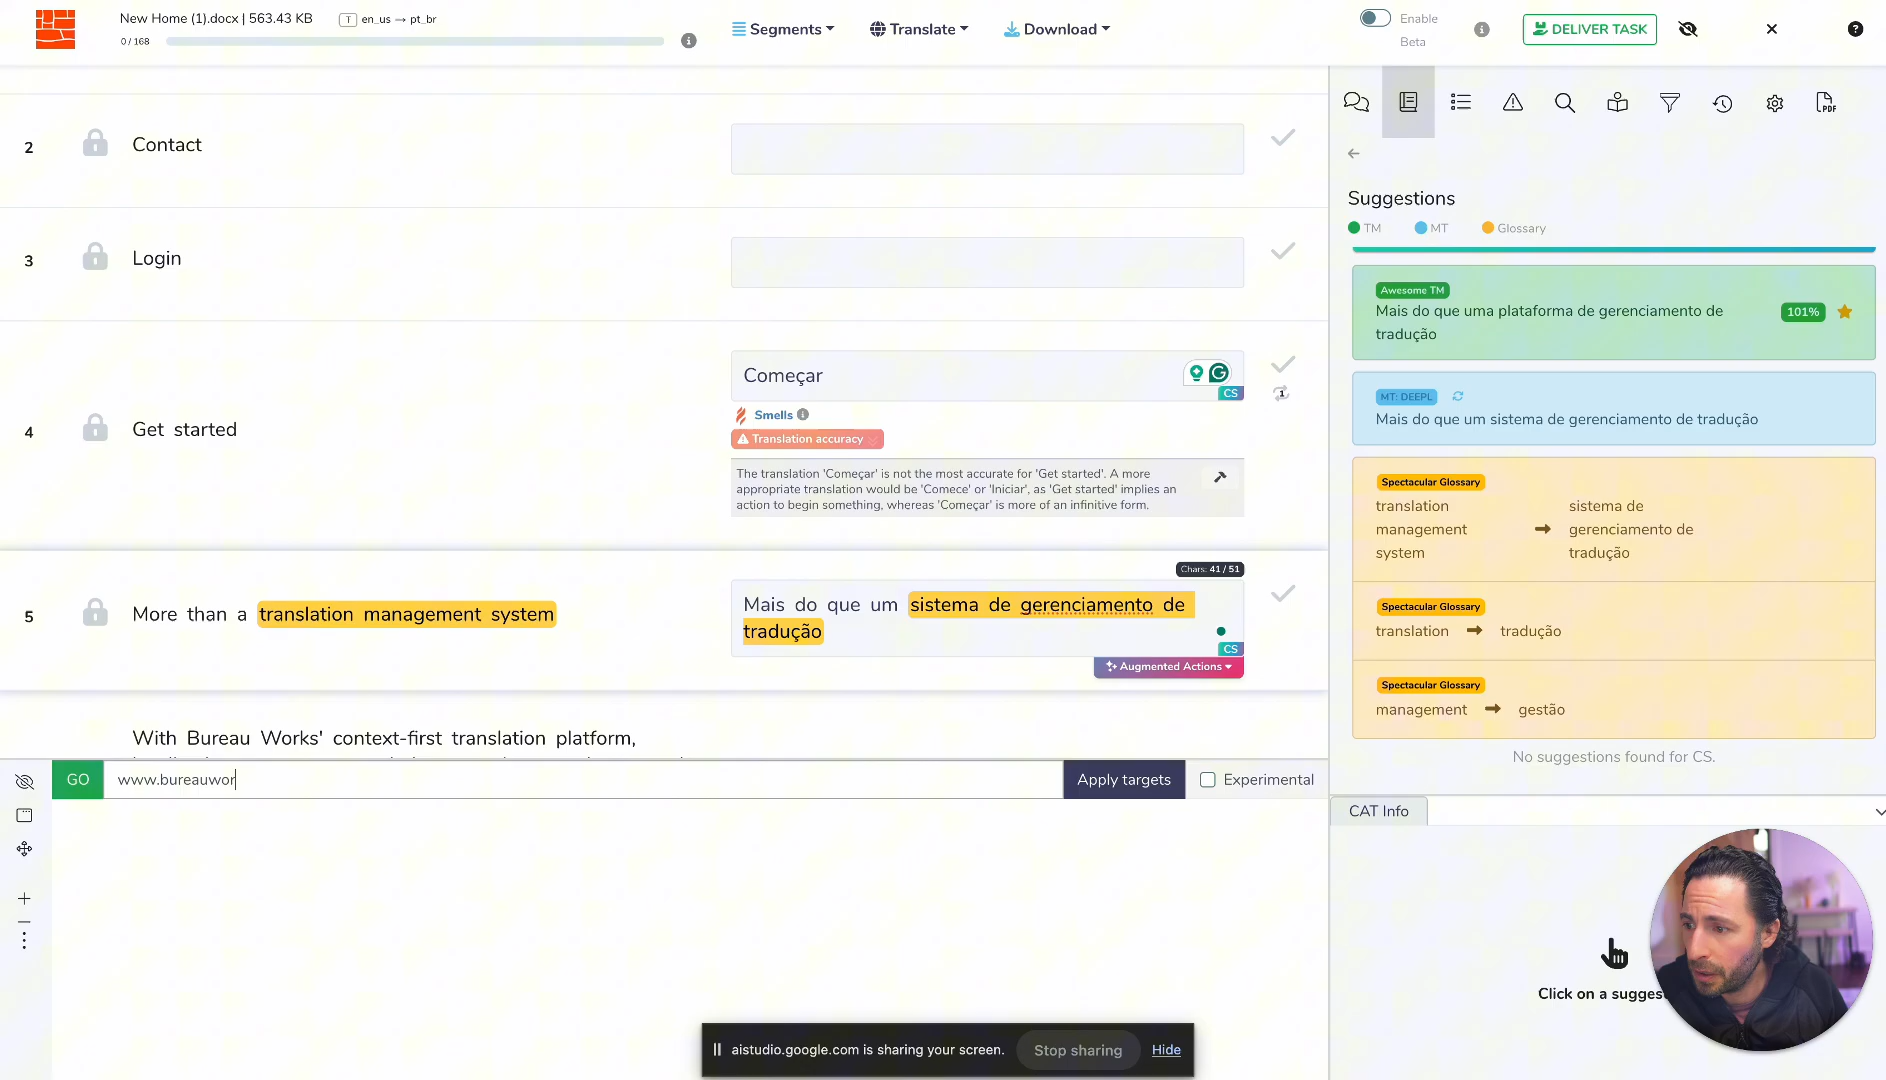 New Home (1).docx | 563.43 KB
T en_us → pt_br
0 / 168
Segments
Translate
Download
Enable
Beta
DELIVER TASK
2
Contact
3
Login
4
Get started
Começar
CS
1
Smells
Translation accuracy
The translation 'Começar' is not the most accurate for 'Get started'. A more
appropriate translation would be 'Comece' or 'Iniciar', as 'Get started' implies an
action to begin something, whereas 'Começar' is more of an infinitive form.
Chars: 41 / 51
5
More than a translation management system
Mais do que um sistema de gerenciamento de
tradução
CS
Augmented Actions
With Bureau Works' context-first translation platform,
GO
www.bureauwor
Apply targets
Experimental
PDF
Suggestions
TM
MT
Glossary
Awesome TM
Mais do que uma plataforma de gerenciamento de
tradução
101%
MT: DEEPL
Mais do que um sistema de gerenciamento de tradução
Spectacular Glossary
translation
management
system
→
sistema de
gerenciamento de
tradução
Spectacular Glossary
translation → tradução
Spectacular Glossary
management → gestão
No suggestions found for CS.
CAT Info
Click on a
aistudio.google.com is sharing your screen.
Stop sharing
Hide